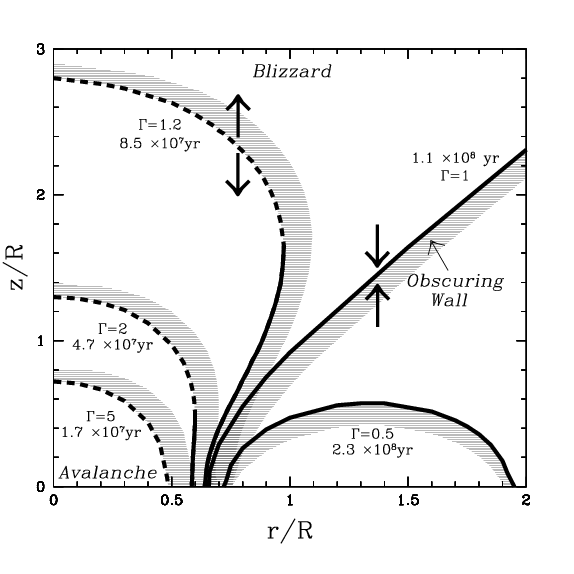 3
Blizzard
Γ=1.2
8.5 ×10⁷yr
1.1 ×10⁸ yr
Γ=1
2
z/R
Obscuring
Wall
Γ=2
4.7 ×10⁷yr
1
Γ=5
1.7 ×10⁷yr
Γ=0.5
2.3 ×10⁸yr
Avalanche
0
0 0.5 1 1.5 2
r/R